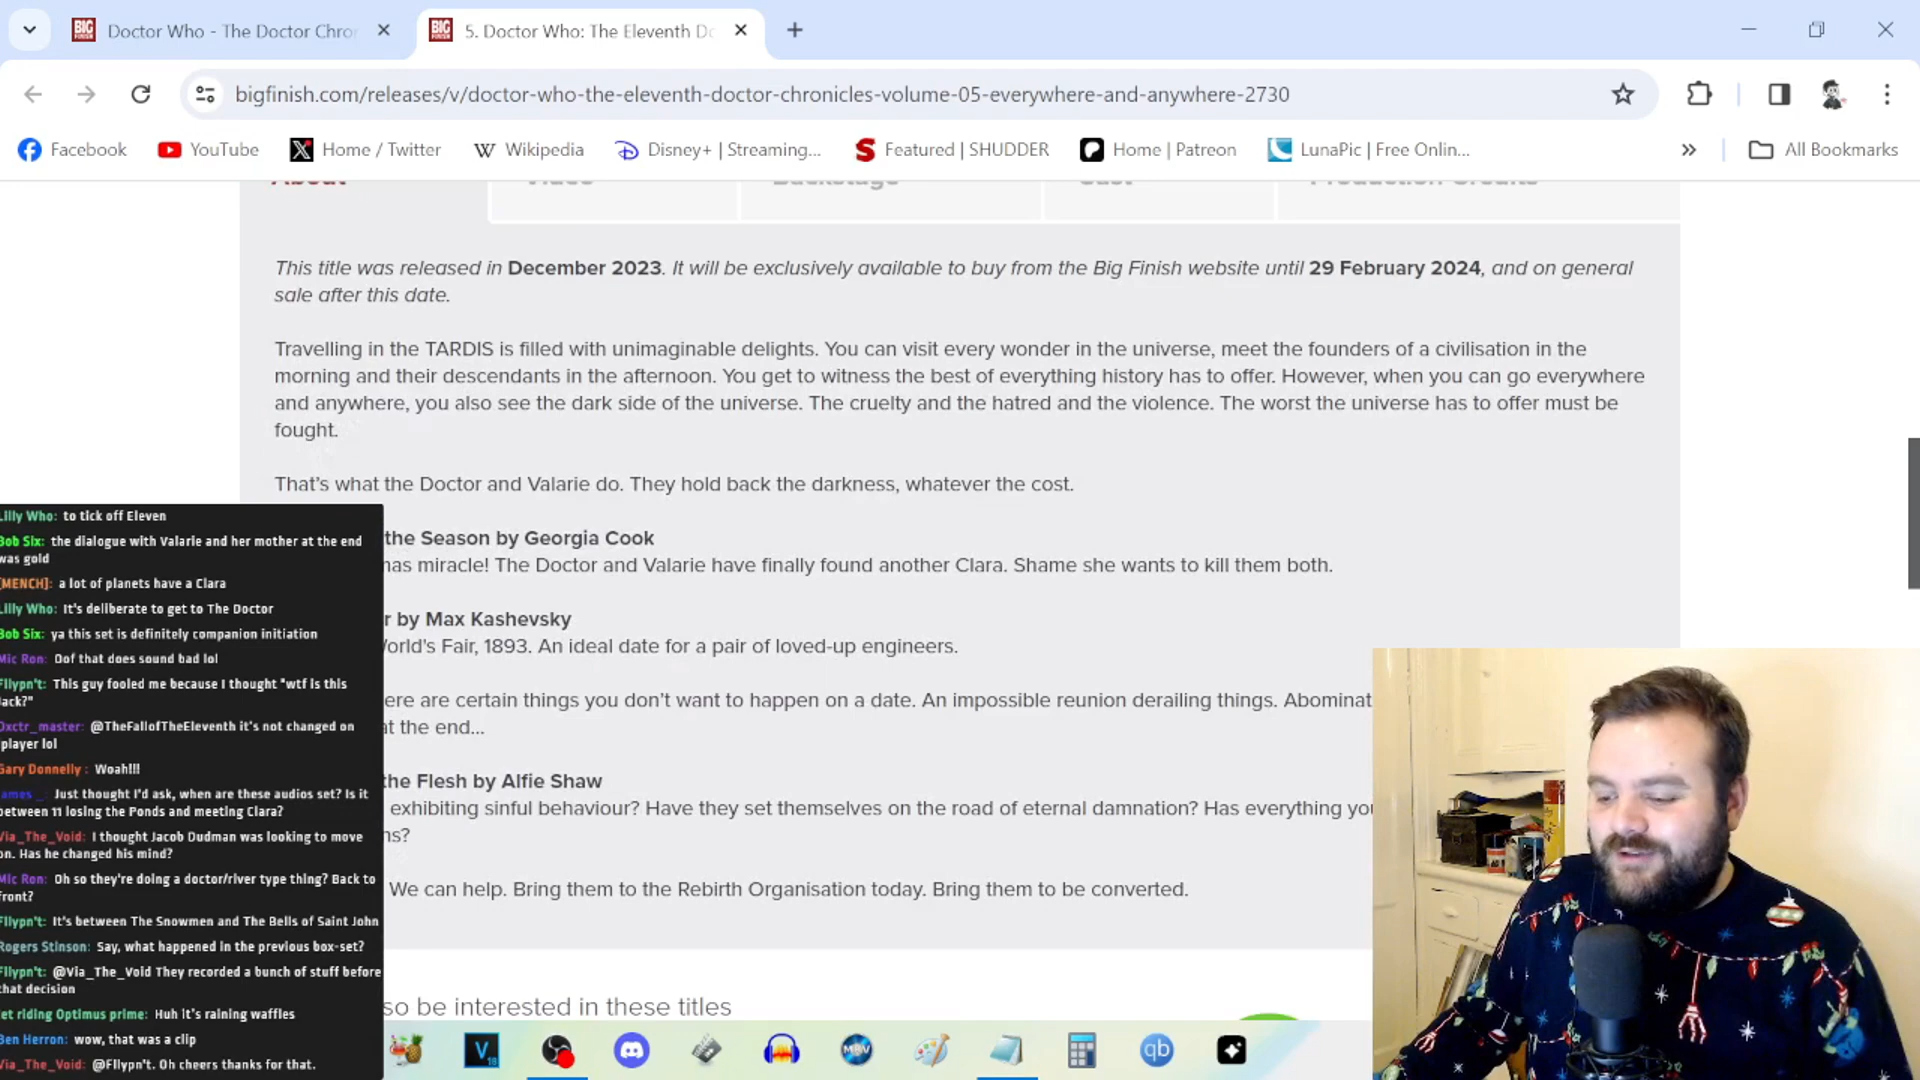 Doctor Who - The Doctor Chro
5. Doctor Who: The Eleventh Do
bigfinish.com/releases/v/doctor-who-the-eleventh-doctor-chronicles-volume-05-everywhere-and-anywhere-2730
Facebook YouTube Home / Twitter Wikipedia Disney+ | Streaming... Featured | SHUDDER Home | Patreon LunaPic | Free Onlin... » All Bookmarks
About Video Backstage Cast Production Credits
This title was released in December 2023. It will be exclusively available to buy from the Big Finish website until 29 February 2024, and on general
sale after this date.
Travelling in the TARDIS is filled with unimaginable delights. You can visit every wonder in the universe, meet the founders of a civilisation in the
morning and their descendants in the afternoon. You get to witness the best of everything history has to offer. However, when you can go everywhere
and anywhere, you also see the dark side of the universe. The cruelty and the hatred and the violence. The worst the universe has to offer must be
fought.
That's what the Doctor and Valarie do. They hold back the darkness, whatever the cost.
the Season by Georgia Cook
mas miracle! The Doctor and Valarie have finally found another Clara. Shame she wants to kill them both.
r by Max Kashevsky
World's Fair, 1893. An ideal date for a pair of loved-up engineers.
ere are certain things you don't want to happen on a date. An impossible reunion derailing things. Abominat
at the end...
the Flesh by Alfie Shaw
exhibiting sinful behaviour? Have they set themselves on the road of eternal damnation? Has everything you
ns?
We can help. Bring them to the Rebirth Organisation today. Bring them to be converted.
so be interested in these titles
Lilly Who: to tick off Eleven
Bob Six: the dialogue with Valarie and her mother at the end
was gold
[MENCH]: a lot of planets have a Clara
Lilly Who: It's deliberate to get to The Doctor
Bob Six: ya this set is definitely companion initiation
Mic Ron: Oof that does sound bad lol
Fllypn't: This guy fooled me because I thought "wtf is this
Jack?"
Dxctr_master: @TheFallofTheEleventh it's not changed on
iplayer lol
Gary Donnelly : Woah!!!
James _: Just thought I'd ask, when are these audios set? Is it
between 11 losing the Ponds and meeting Clara?
Via_The_Void: I thought Jacob Dudman was looking to move
on. Has he changed his mind?
Mic Ron: Oh so they're doing a doctor/river type thing? Back to
front?
Fllypn't: It's between The Snowmen and The Bells of Saint John
Rogers Stinson: Say, what happened in the previous box-set?
Fllypn't: @Via_The_Void They recorded a bunch of stuff before
that decision
Jet riding Optimus prime: Huh it's raining waffles
Ben Herron: wow, that was a clip
Via_The_Void: @Fllypn't. Oh cheers thanks for that.